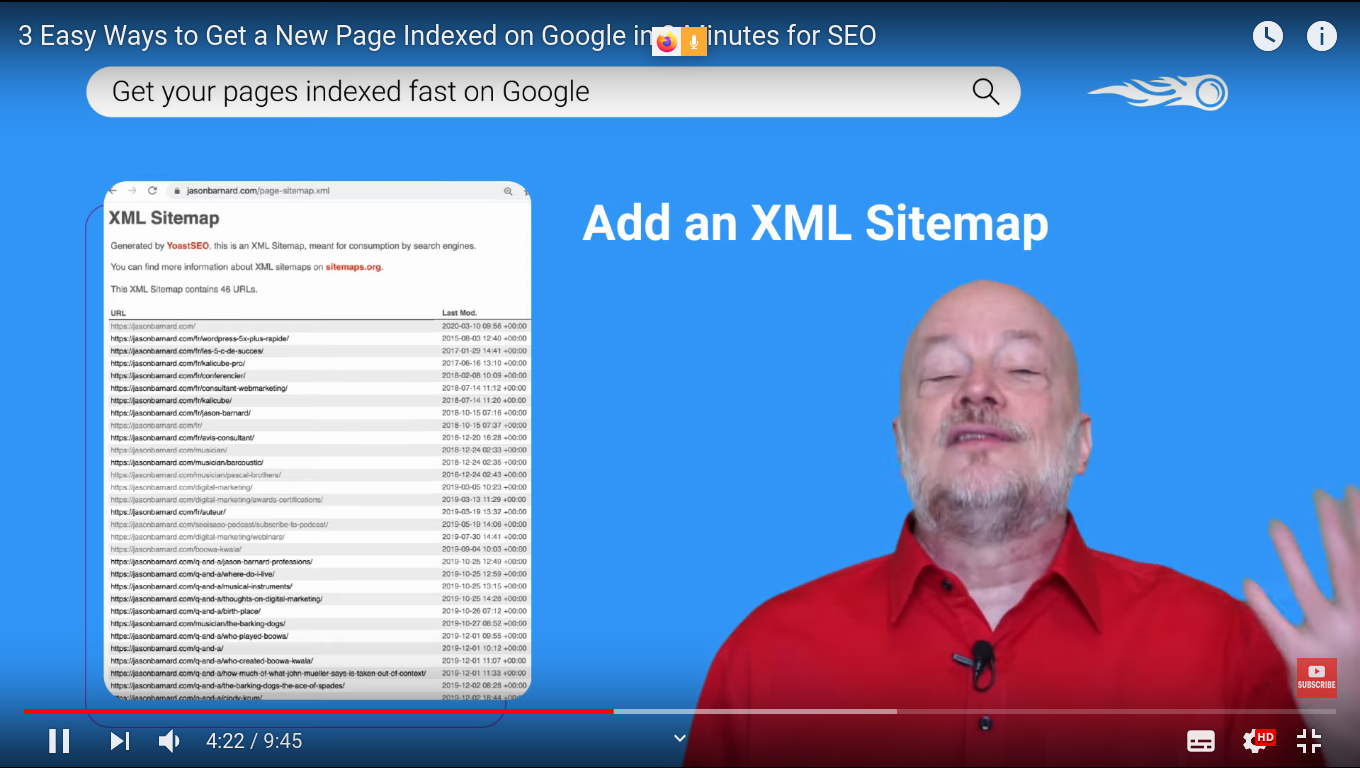 3 Easy Ways to Get a New Page Indexed on Google in Minutes for SEO
Get your pages indexed fast on Google
jasonbarnard.com/page-sitemap.xml
XML Sitemap
Generated by YoastSEO, this is an XML Sitemap, meant for consumption by search engines.
You can find more information about XML sitemaps on sitemaps.org.
This XML Sitemap contains 46 URLs.
URL Last Mod.
https://jasonbarnard.com/ 2020-03-10 09:56 +00:00
https://jasonbarnard.com/fr/wordpress-5x-plus-rapide/ 2015-08-03 12:40 +00:00
https://jasonbarnard.com/fr/les-5-c-de-succes/ 2017-01-29 14:41 +00:00
https://jasonbarnard.com/fr/kalicube-pro/ 2017-06-16 13:10 +00:00
https://jasonbarnard.com/fr/conferencier/ 2018-02-08 10:09 +00:00
https://jasonbarnard.com/fr/consultant-webmarketing/ 2018-07-14 11:12 +00:00
https://jasonbarnard.com/fr/kalicube/ 2018-07-14 11:20 +00:00
https://jasonbarnard.com/fr/jason-barnard/ 2018-10-15 07:16 +00:00
https://jasonbarnard.com/fr/ 2018-10-15 07:37 +00:00
https://jasonbarnard.com/fr/avis-consultant/ 2018-12-20 16:28 +00:00
https://jasonbarnard.com/musician/ 2018-12-24 02:33 +00:00
https://jasonbarnard.com/musician/barcoustic/ 2018-12-24 02:35 +00:00
https://jasonbarnard.com/musician/pascal-brothers/ 2018-12-24 02:43 +00:00
https://jasonbarnard.com/digital-marketing/ 2019-03-05 10:23 +00:00
https://jasonbarnard.com/digital-marketing/awards-certifications/ 2019-03-13 11:29 +00:00
https://jasonbarnard.com/fr/auteur/ 2019-03-19 13:32 +00:00
https://jasonbarnard.com/seoisaeo-podcast/subscribe-to-podcast/ 2019-05-19 14:06 +00:00
https://jasonbarnard.com/digital-marketing/webinars/ 2019-07-30 14:41 +00:00
https://jasonbarnard.com/boowa-kwala/ 2019-09-04 10:03 +00:00
https://jasonbarnard.com/q-and-a/jason-barnard-professions/ 2019-10-25 12:49 +00:00
https://jasonbarnard.com/q-and-a/where-do-i-live/ 2019-10-25 12:59 +00:00
https://jasonbarnard.com/q-and-a/musical-instruments/ 2019-10-25 13:15 +00:00
https://jasonbarnard.com/q-and-a/thoughts-on-digital-marketing/ 2019-10-25 14:28 +00:00
https://jasonbarnard.com/q-and-a/birth-place/ 2019-10-26 07:12 +00:00
https://jasonbarnard.com/musician/the-barking-dogs/ 2019-10-27 08:52 +00:00
https://jasonbarnard.com/q-and-a/who-played-boowa/ 2019-12-01 09:55 +00:00
https://jasonbarnard.com/q-and-a/ 2019-12-01 10:12 +00:00
https://jasonbarnard.com/q-and-a/who-created-boowa-kwala/ 2019-12-01 11:07 +00:00
https://jasonbarnard.com/q-and-a/how-much-of-what-john-mueller-says-is-taken-out-of-context/ 2019-12-01 11:33 +00:00
https://jasonbarnard.com/q-and-a/the-barking-dogs-the-ace-of-spades/ 2019-12-02 08:28 +00:00
https://jasonbarnard.com/q-and-a/cindy-krum/ 2019-12-02 18:44 +00:00
Add an XML Sitemap
SUBSCRIBE
4:22 / 9:45
HD